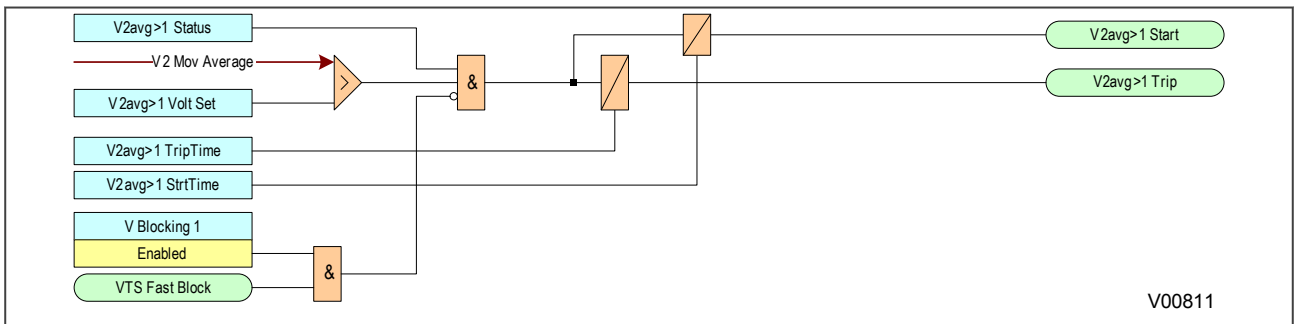 V2avg>1 Status
V2avg>1 Start
V2 Mov Average
>
&
V2avg>1 Trip
V2avg>1 Volt Set
V2avg>1 TripTime
V2avg>1 StrtTime
V Blocking 1
Enabled
&
VTS Fast Block
V00811